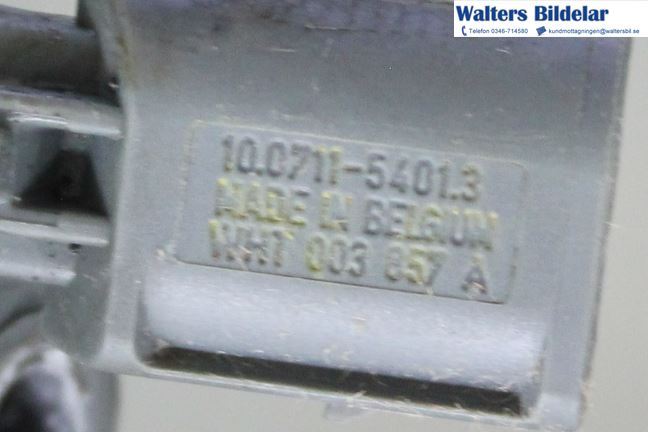 Walters Bildelar
Telefon 0346-714580 kundmottagningen@waltersbil.se
10.0711-5401.3
MADE IN BELGIUM
WHT 003 857 A